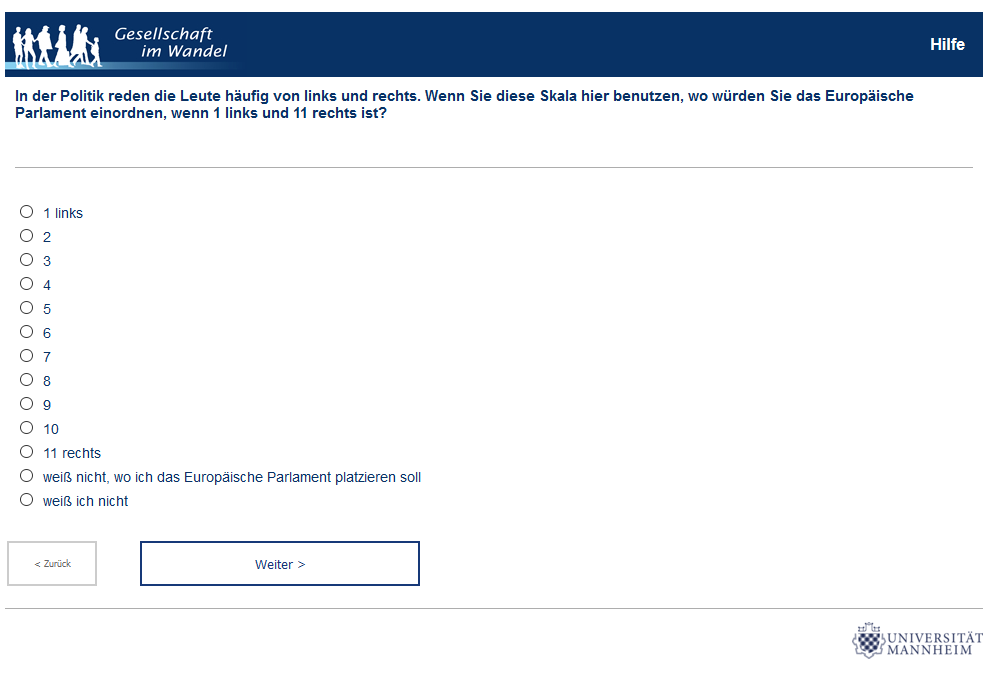 Gesellschaft
im Wandel
Hilfe
In der Politik reden die Leute häufig von links und rechts. Wenn Sie diese Skala hier benutzen, wo würden Sie das Europäische
Parlament einordnen, wenn 1 links und 11 rechts ist?
1 links
2
3
4
5
6
7
8
9
10
11 rechts
weiß nicht, wo ich das Europäische Parlament platzieren soll
weiß ich nicht
< Zurück
Weiter >
UNIVERSITÄT
MANNHEIM